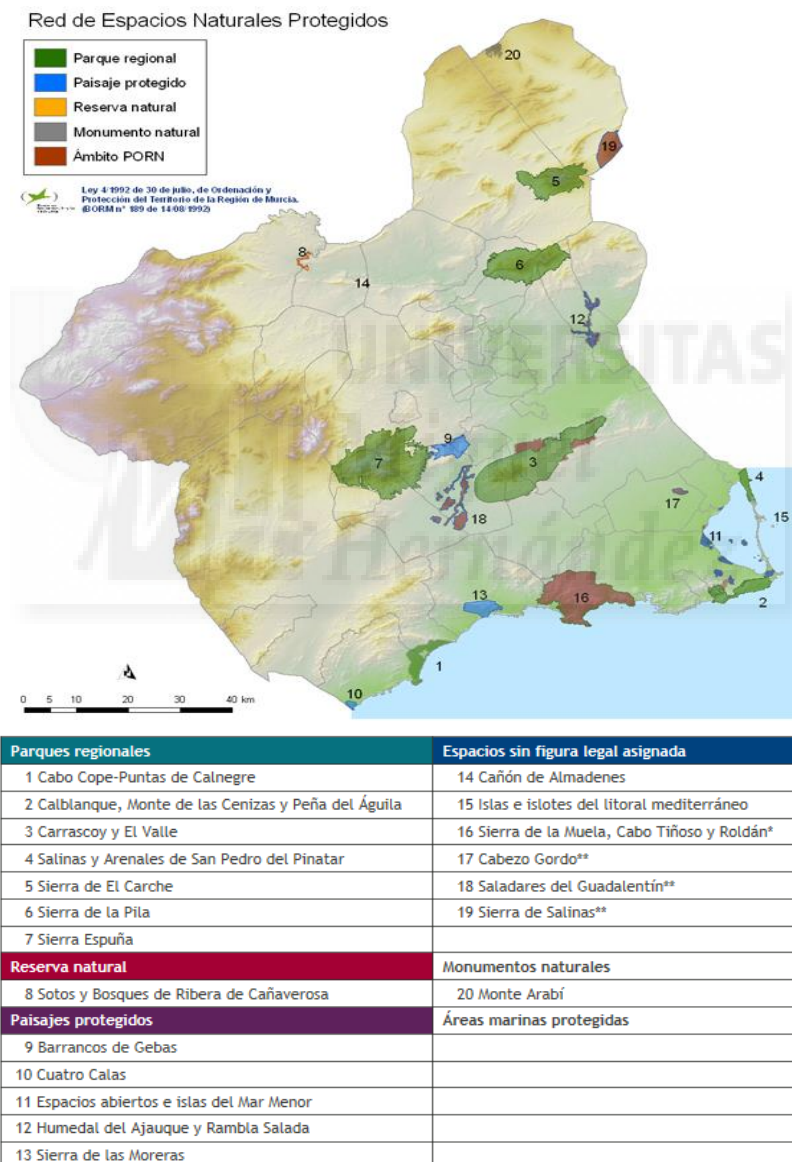 Red de Espacios Naturales Protegidos
Parque regional
Paisaje protegido
Reserva natural
Monumento natural
Ámbito PORN
Ley 4/1992 de 30 de julio, de Ordenación y
Protección del Territorio de la Región de Murcia.
(BORM nº 189 de 14/08/1992)
20
19
5
8
6
14
12
UNIVERSITAS
Miguel
Hernández
9
7
3
4
17
15
18
11
13
16
2
1
10
0 5 10 20 30 40 km
Parques regionales
1 Cabo Cope-Puntas de Calnegre
2 Calblanque, Monte de las Cenizas y Peña del Águila
3 Carrascoy y El Valle
4 Salinas y Arenales de San Pedro del Pinatar
5 Sierra de El Carche
6 Sierra de la Pila
7 Sierra Espuña
Reserva natural
8 Sotos y Bosques de Ribera de Cañaverosa
Paisajes protegidos
9 Barrancos de Gebas
10 Cuatro Calas
11 Espacios abiertos e islas del Mar Menor
12 Humedal del Ajauque y Rambla Salada
13 Sierra de las Moreras
Espacios sin figura legal asignada
14 Cañón de Almadenes
15 Islas e islotes del litoral mediterráneo
16 Sierra de la Muela, Cabo Tiñoso y Roldán*
17 Cabezo Gordo**
18 Saladares del Guadalentín**
19 Sierra de Salinas**
Monumentos naturales
20 Monte Arabí
Áreas marinas protegidas